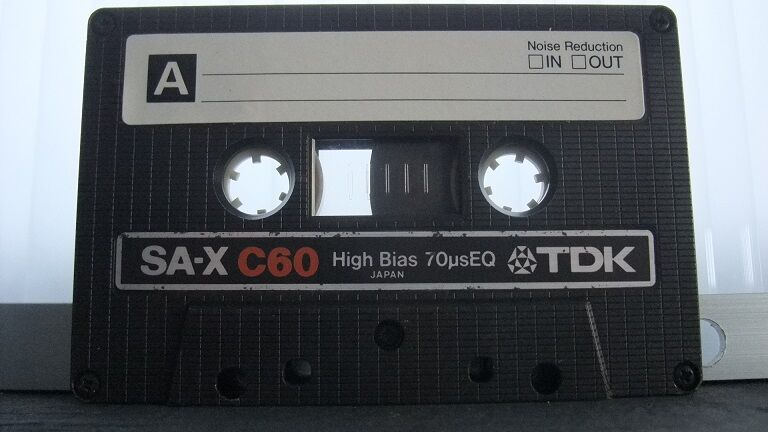 A
Noise Reduction
□IN □OUT
SA-X C60 High Bias 70µsEQ TDK
JAPAN